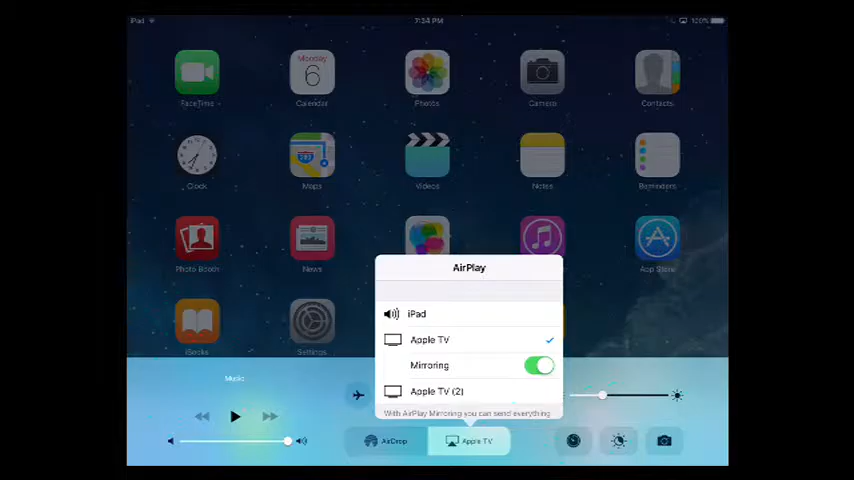 iPad
7:34 PM
100%
Monday
6
FaceTime
Calendar
Photos
Camera
Contacts
280
Clock
Maps
Videos
Notes
Reminders
Photo Booth
News
App Store
iBooks
Settings
AirPlay
iPad
Apple TV
Mirroring
Apple TV (2)
With AirPlay Mirroring you can send everything
Music
AirDrop
Apple TV